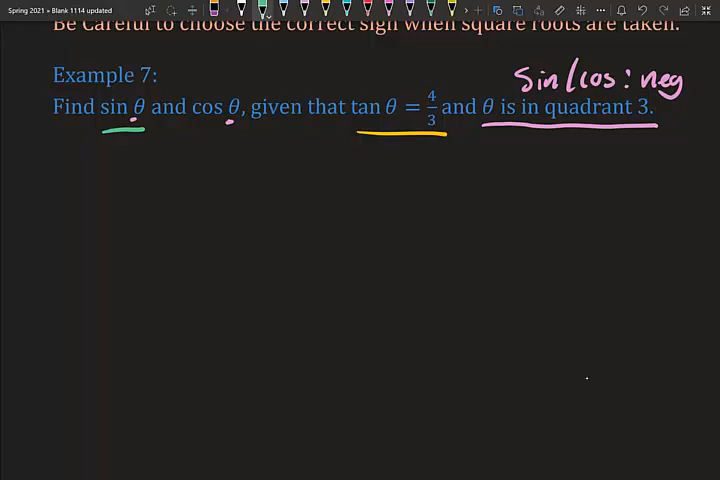 Spring 2021 » Blank 1114 updated
Be Careful to choose the correct sign when square roots are taken.
Example 7:
sin/cos: neg
Find sin θ and cos θ, given that tan θ = 4/3 and θ is in quadrant 3.